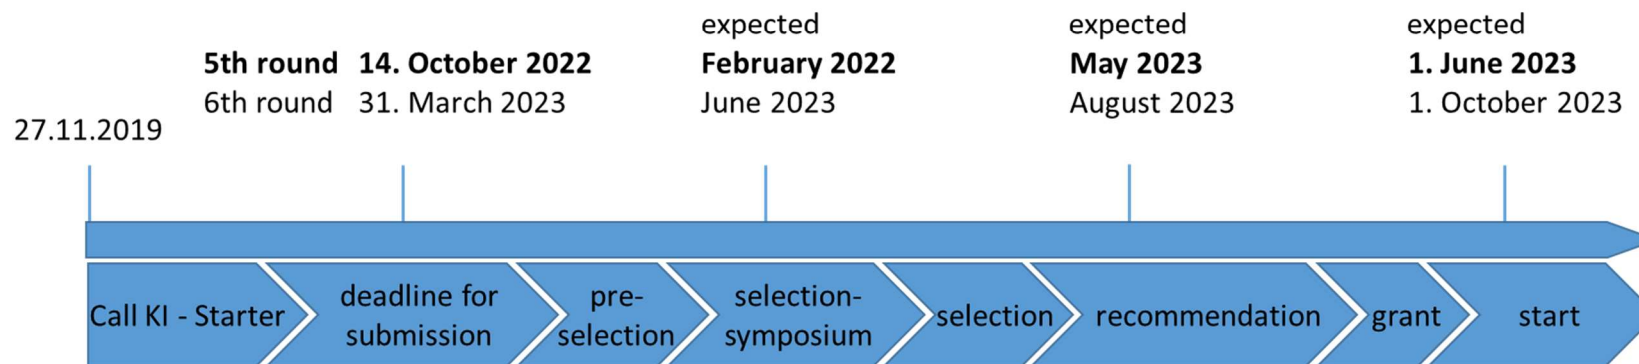 27.11.2019
5th round 14. October 2022
6th round 31. March 2023
expected
February 2022
June 2023
expected
May 2023
August 2023
expected
1. June 2023
1. October 2023
Call KI - Starter
deadline for
submission
pre-
selection
selection-
symposium
selection
recommendation
grant
start